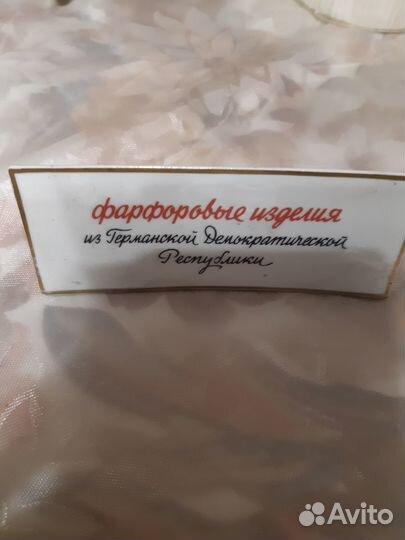 фарфоровые изделия
из Германской Демократической
Республики
Avito